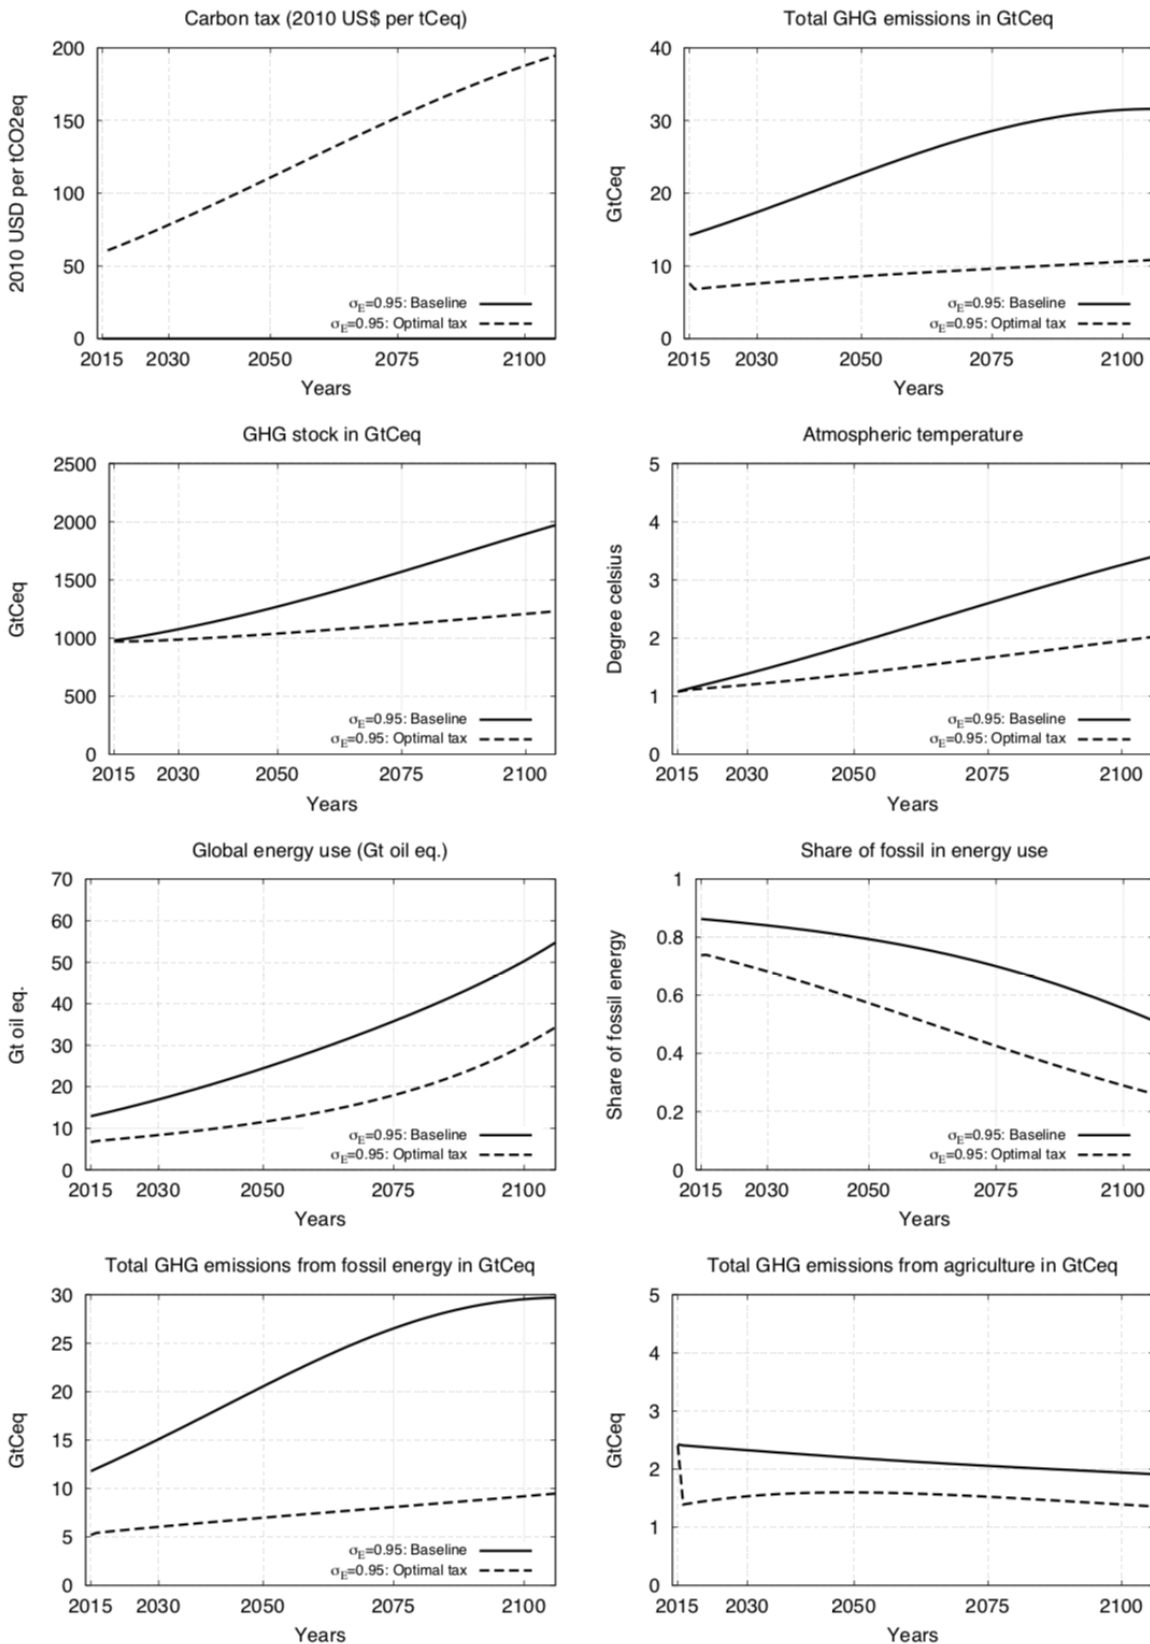 Carbon tax (2010 US$ per tCeq)
200
150
100
50
0
2010 USD per tCO2eq
σE=0.95: Baseline
σE=0.95: Optimal tax
2015 2030 2050 2075 2100
Years
Total GHG emissions in GtCeq
40
30
20
10
0
GtCeq
σE=0.95: Baseline
σE=0.95: Optimal tax
2015 2030 2050 2075 2100
Years
GHG stock in GtCeq
2500
2000
1500
1000
500
0
GtCeq
σE=0.95: Baseline
σE=0.95: Optimal tax
2015 2030 2050 2075 2100
Years
Atmospheric temperature
5
4
3
2
1
0
Degree celsius
σE=0.95: Baseline
σE=0.95: Optimal tax
2015 2030 2050 2075 2100
Years
Global energy use (Gt oil eq.)
70
60
50
40
30
20
10
0
Gt oil eq.
σE=0.95: Baseline
σE=0.95: Optimal tax
2015 2030 2050 2075 2100
Years
Share of fossil in energy use
1
0.8
0.6
0.4
0.2
0
Share of fossil energy
σE=0.95: Baseline
σE=0.95: Optimal tax
2015 2030 2050 2075 2100
Years
Total GHG emissions from fossil energy in GtCeq
30
25
20
15
10
5
0
GtCeq
σE=0.95: Baseline
σE=0.95: Optimal tax
2015 2030 2050 2075 2100
Years
Total GHG emissions from agriculture in GtCeq
5
4
3
2
1
0
GtCeq
2015 2030 2050 2075 2100
Years